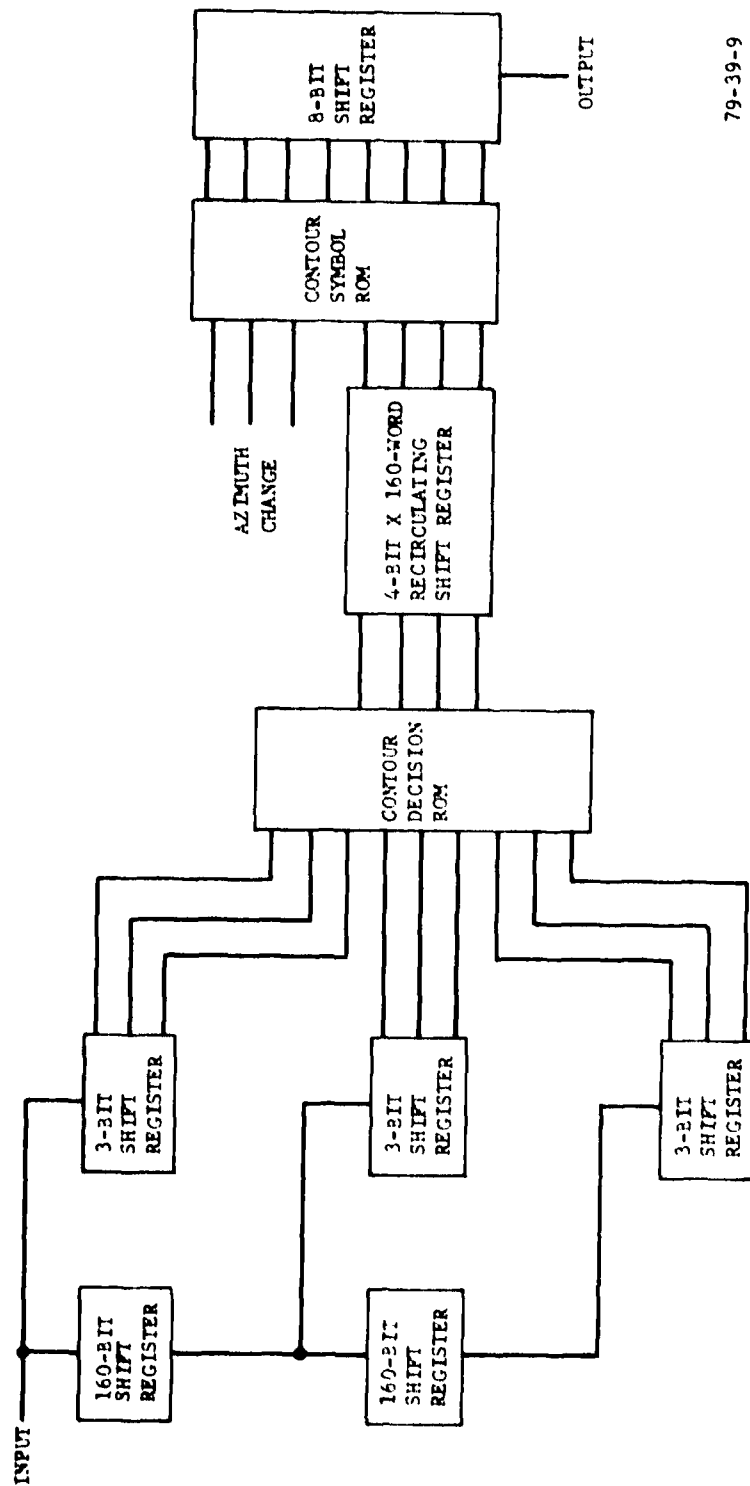 INPUT
160-BIT
SHIFT
REGISTER
160-BIT
SHIFT
REGISTER
3-BIT
SHIFT
REGISTER
3-BIT
SHIFT
REGISTER
3-BIT
SHIFT
REGISTER
CONTOUR
DECISION
ROM
4-BIT X 160-WORD
RECIRCULATING
SHIFT REGISTER
AZIMUTH
CHANGE
CONTOUR
SYMBOL
ROM
8-BIT
SHIFT
REGISTER
OUTPUT
79-39-9